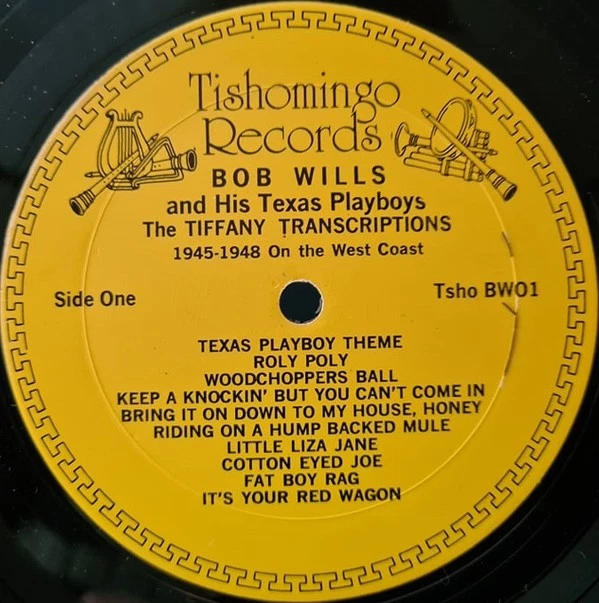 Tishomingo
Records
BOB WILLS
and His Texas Playboys
The TIFFANY TRANSCRIPTIONS
1945-1948 On the West Coast
Side One
Tsho BW01
TEXAS PLAYBOY THEME
ROLY POLY
WOODCHOPPERS BALL
KEEP A KNOCKIN' BUT YOU CAN'T COME IN
BRING IT ON DOWN TO MY HOUSE, HONEY
RIDING ON A HUMP BACKED MULE
LITTLE LIZA JANE
COTTON EYED JOE
FAT BOY RAG
IT'S YOUR RED WAGON